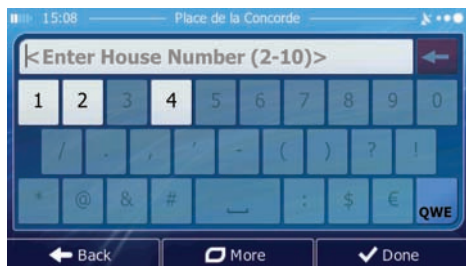 15:08 Place de la Concorde
<Enter House Number (2-10)>
1 2 3 4 5 6 7 8 9 0
/ . , ' - ( ) ? !
* @ & # : $ € QWE
Back More Done